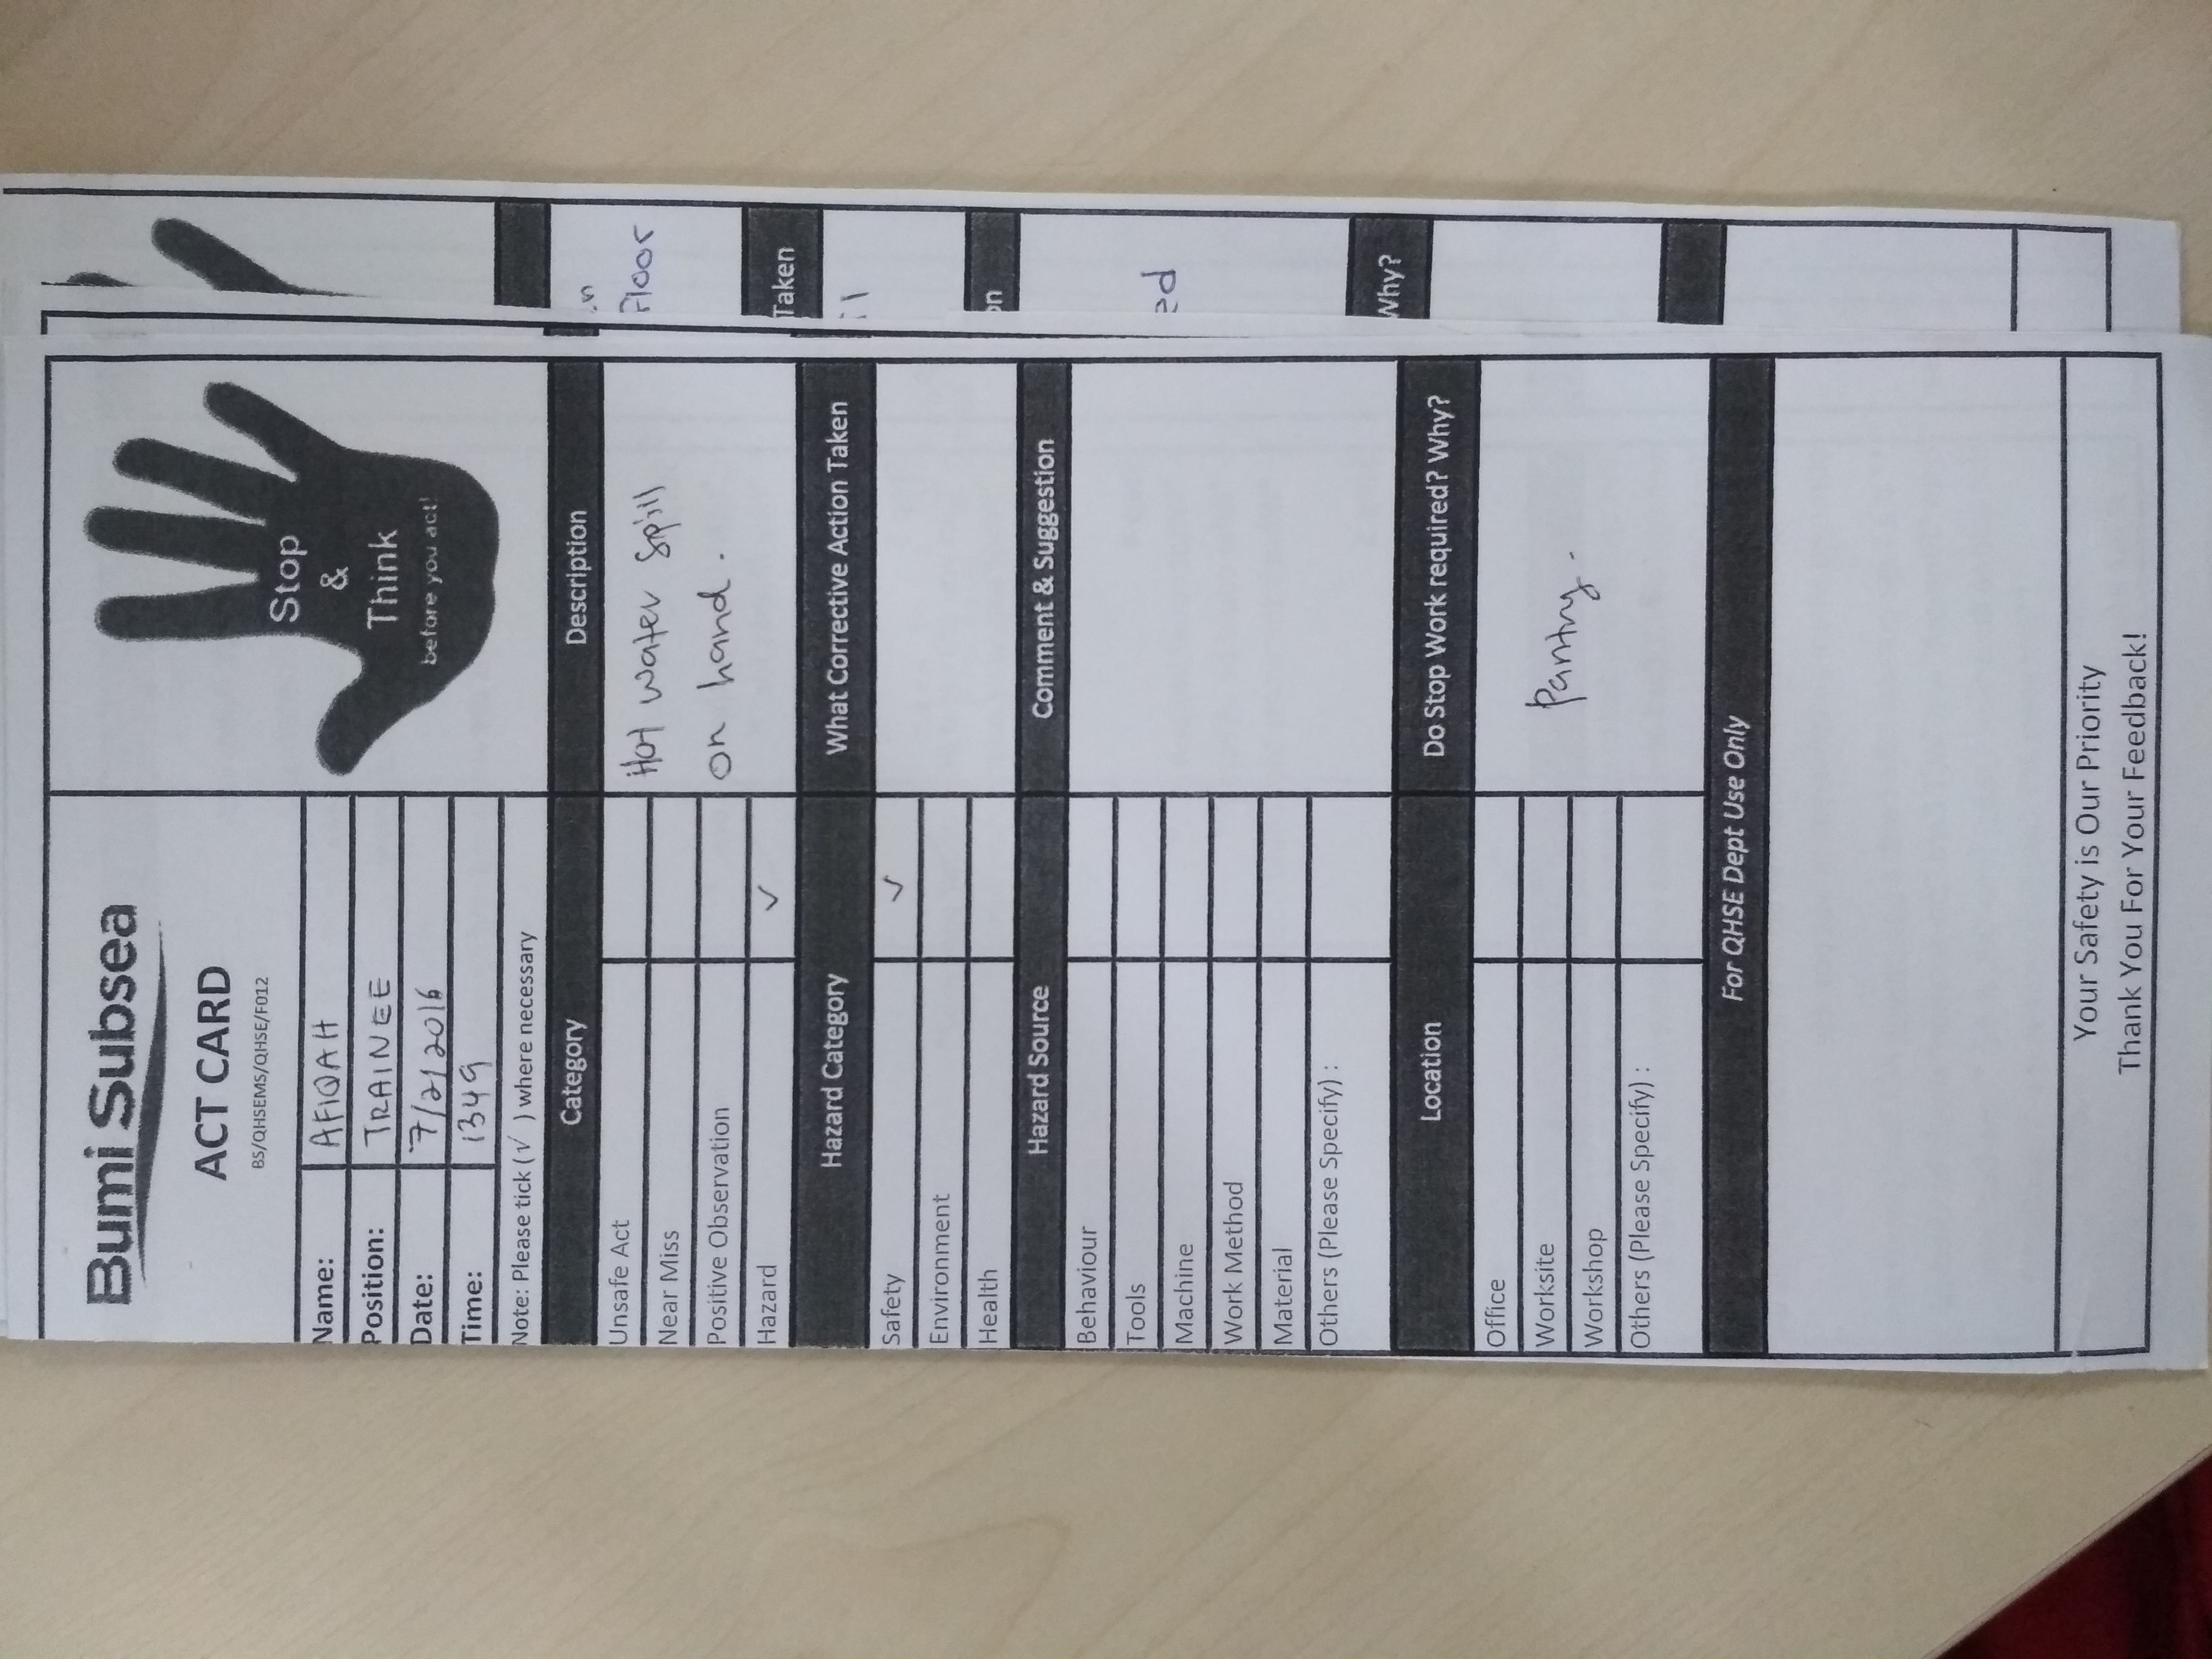 Bumi Subsea
ACT CARD
BS/QHSEMS/QHSE/F012
Stop
&
Think
before you act!
Name: AFIQAH
Position: TRAINEE
Date: 7/2/2016
Time: 1349
Note: Please tick (√ ) where necessary
Category Description
Unsafe Act
Near Miss
Positive Observation
Hazard ✓
Hot water spill
on hand.
Hazard Category What Corrective Action Taken
Safety ✓
Environment
Health
Hazard Source Comment & Suggestion
Behaviour
Tools
Machine
Work Method
Material
Others (Please Specify) :
Location Do Stop Work required? Why?
Office
Worksite
Workshop
Others (Please Specify) :
Pantry.
For QHSE Dept Use Only
Your Safety is Our Priority
Thank You For Your Feedback!
Floor
Taken
on
ed
Why?